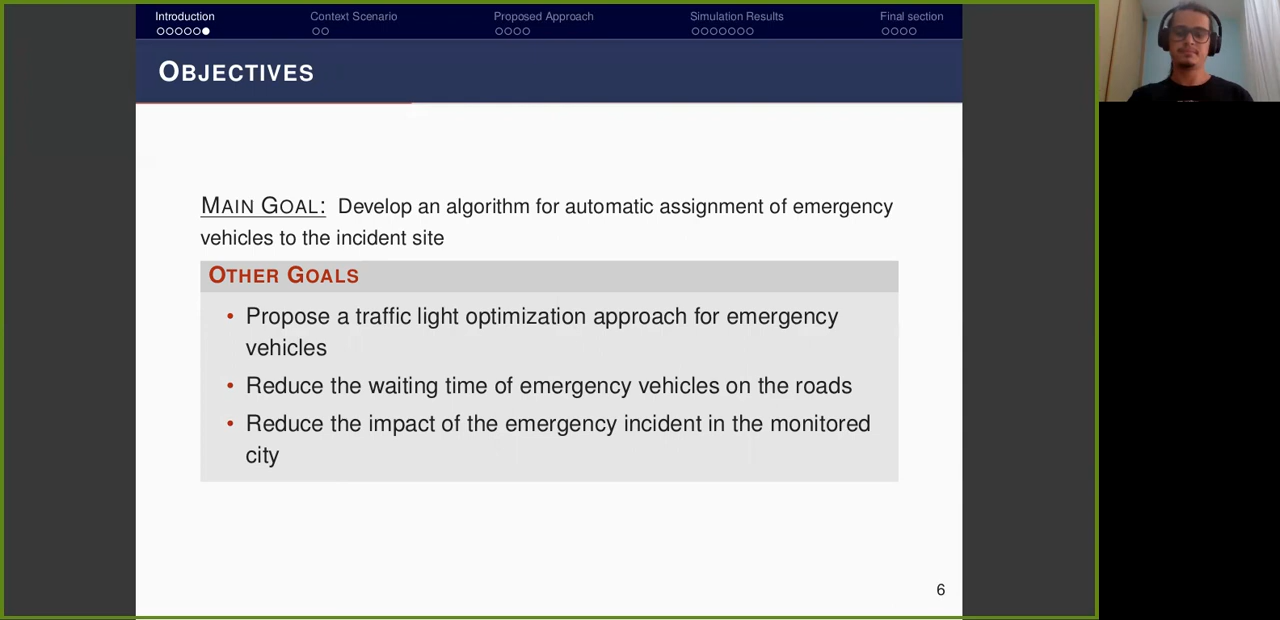 Introduction Context Scenario Proposed Approach Simulation Results Final section
OBJECTIVES
MAIN GOAL: Develop an algorithm for automatic assignment of emergency
vehicles to the incident site
OTHER GOALS
• Propose a traffic light optimization approach for emergency
vehicles
• Reduce the waiting time of emergency vehicles on the roads
• Reduce the impact of the emergency incident in the monitored
city
6